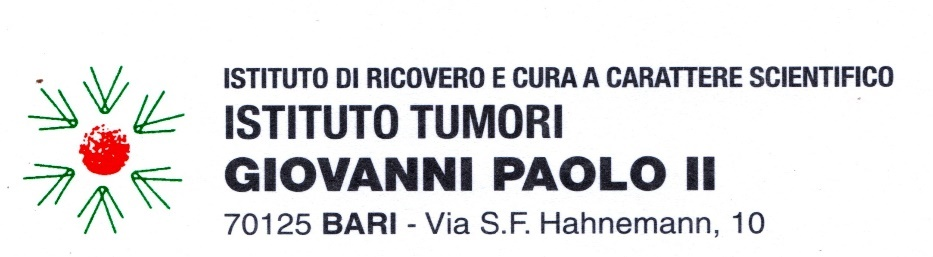 ISTITUTO DI RICOVERO E CURA A CARATTERE SCIENTIFICO
ISTITUTO TUMORI
GIOVANNI PAOLO II
70125 BARI - Via S.F. Hahnemann, 10